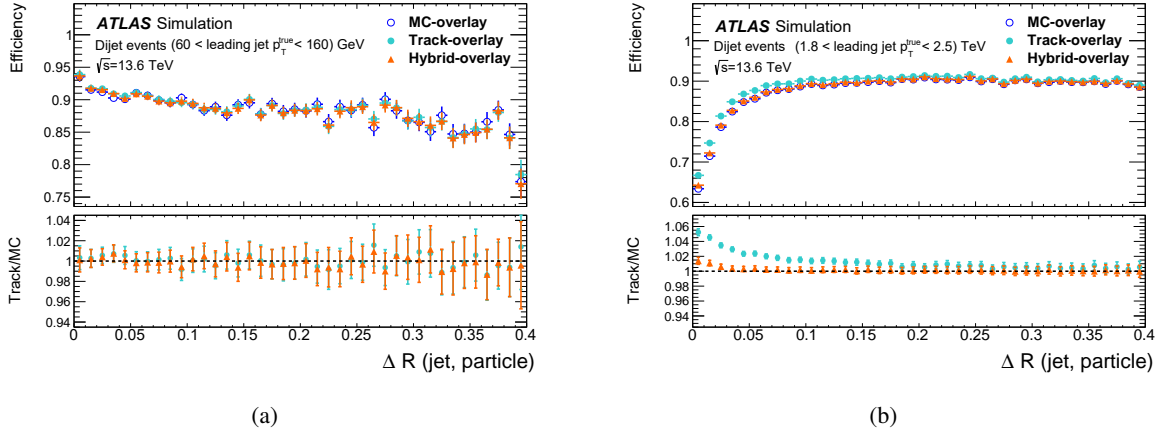 ATLAS Simulation
Dijet events (60 < leading jet p_T^true < 160) GeV
√s=13.6 TeV
MC-overlay
Track-overlay
Hybrid-overlay
Efficiency
1
0.95
0.9
0.85
0.8
0.75
Track/MC
1.04
1.02
1
0.98
0.96
0.94
0 0.05 0.1 0.15 0.2 0.25 0.3 0.35 0.4
Δ R (jet, particle)
(a)
ATLAS Simulation
Dijet events (1.8 < leading jet p_T^true < 2.5) TeV
√s=13.6 TeV
MC-overlay
Track-overlay
Hybrid-overlay
Efficiency
1
0.9
0.8
0.7
0.6
Track/MC
1.06
1.04
1.02
1
0.98
0.96
0.94
0 0.05 0.1 0.15 0.2 0.25 0.3 0.35 0.4
Δ R (jet, particle)
(b)